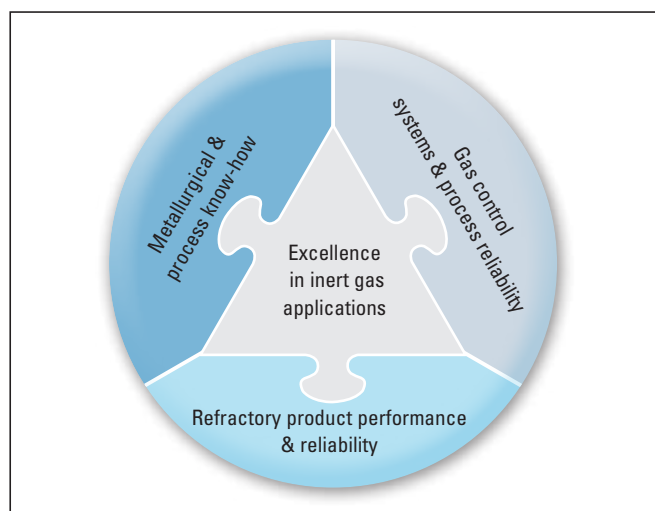 Metallurgical &
process know-how
Gas control
systems & process reliability
Excellence
in inert gas
applications
Refractory product performance
& reliability